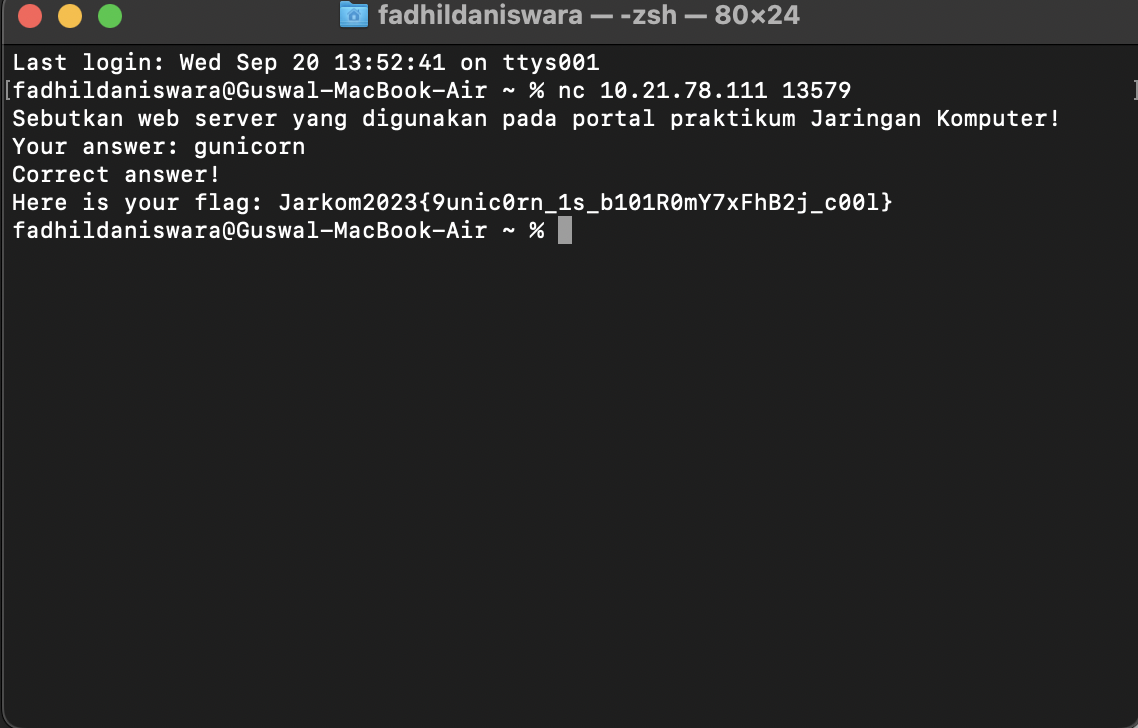 fadhildaniswara — -zsh — 80×24
Last login: Wed Sep 20 13:52:41 on ttys001
[fadhildaniswara@Guswal-MacBook-Air ~ % nc 10.21.78.111 13579 ]
Sebutkan web server yang digunakan pada portal praktikum Jaringan Komputer!
Your answer: gunicorn
Correct answer!
Here is your flag: Jarkom2023{9unic0rn_1s_b101R0mY7xFhB2j_c00l}
fadhildaniswara@Guswal-MacBook-Air ~ %